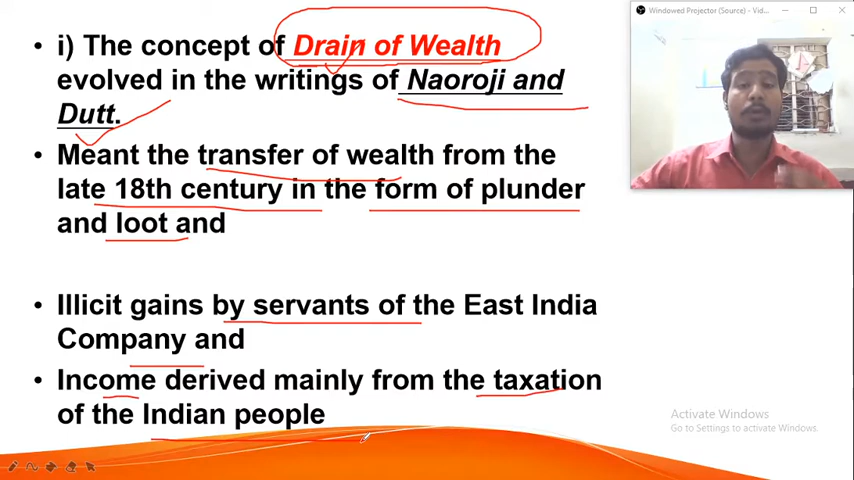 • i) The concept of Drain of Wealth
evolved in the writings of Naoroji and
Dutt.
• Meant the transfer of wealth from the
late 18th century in the form of plunder
and loot and
• Illicit gains by servants of the East India
Company and
• Income derived mainly from the taxation
of the Indian people
Windowed Projector (Source) - Vid...
Activate Windows
Go to Settings to activate Windows.